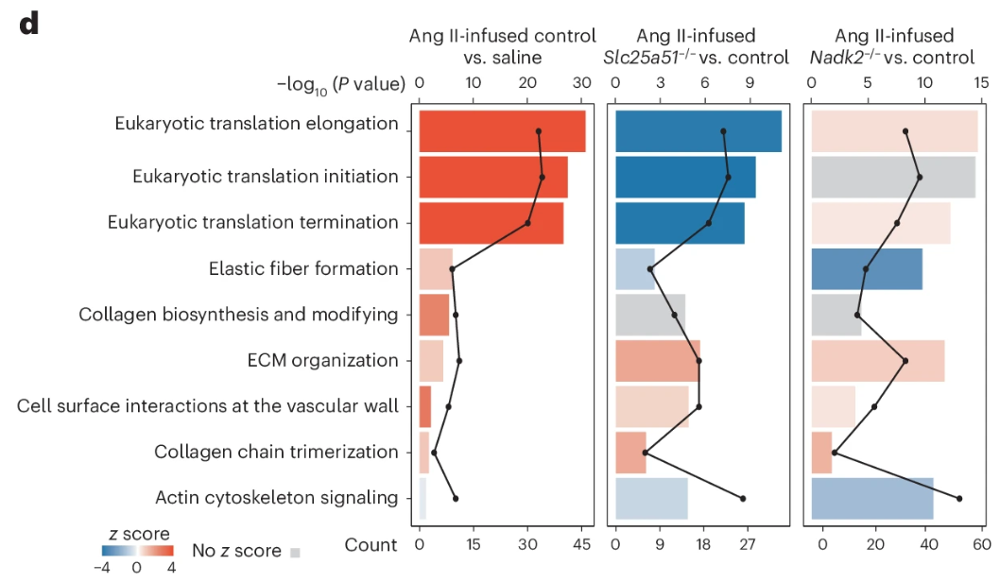 d
Ang II-infused control
vs. saline
Ang II-infused
Slc25a51−/− vs. control
Ang II-infused
Nadk2−/− vs. control
−log10 (P value) 0 10 20 30 0 3 6 9 0 5 10 15
Eukaryotic translation elongation
Eukaryotic translation initiation
Eukaryotic translation termination
Elastic fiber formation
Collagen biosynthesis and modifying
ECM organization
Cell surface interactions at the vascular wall
Collagen chain trimerization
Actin cytoskeleton signaling
z score
−4 0 4
No z score
Count 0 15 30 45 0 9 18 27 0 20 40 60